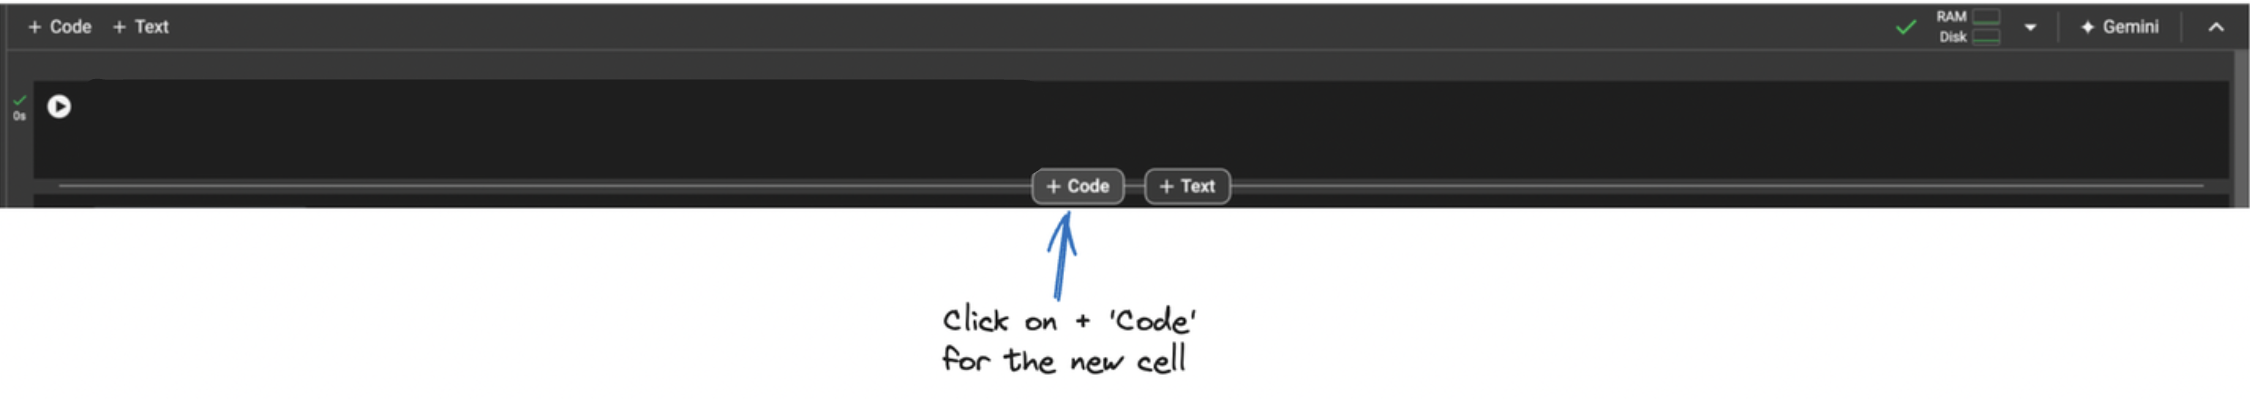 + Code + Text
RAM
Disk
Gemini
0s
+ Code + Text
Click on + 'Code'
for the new cell